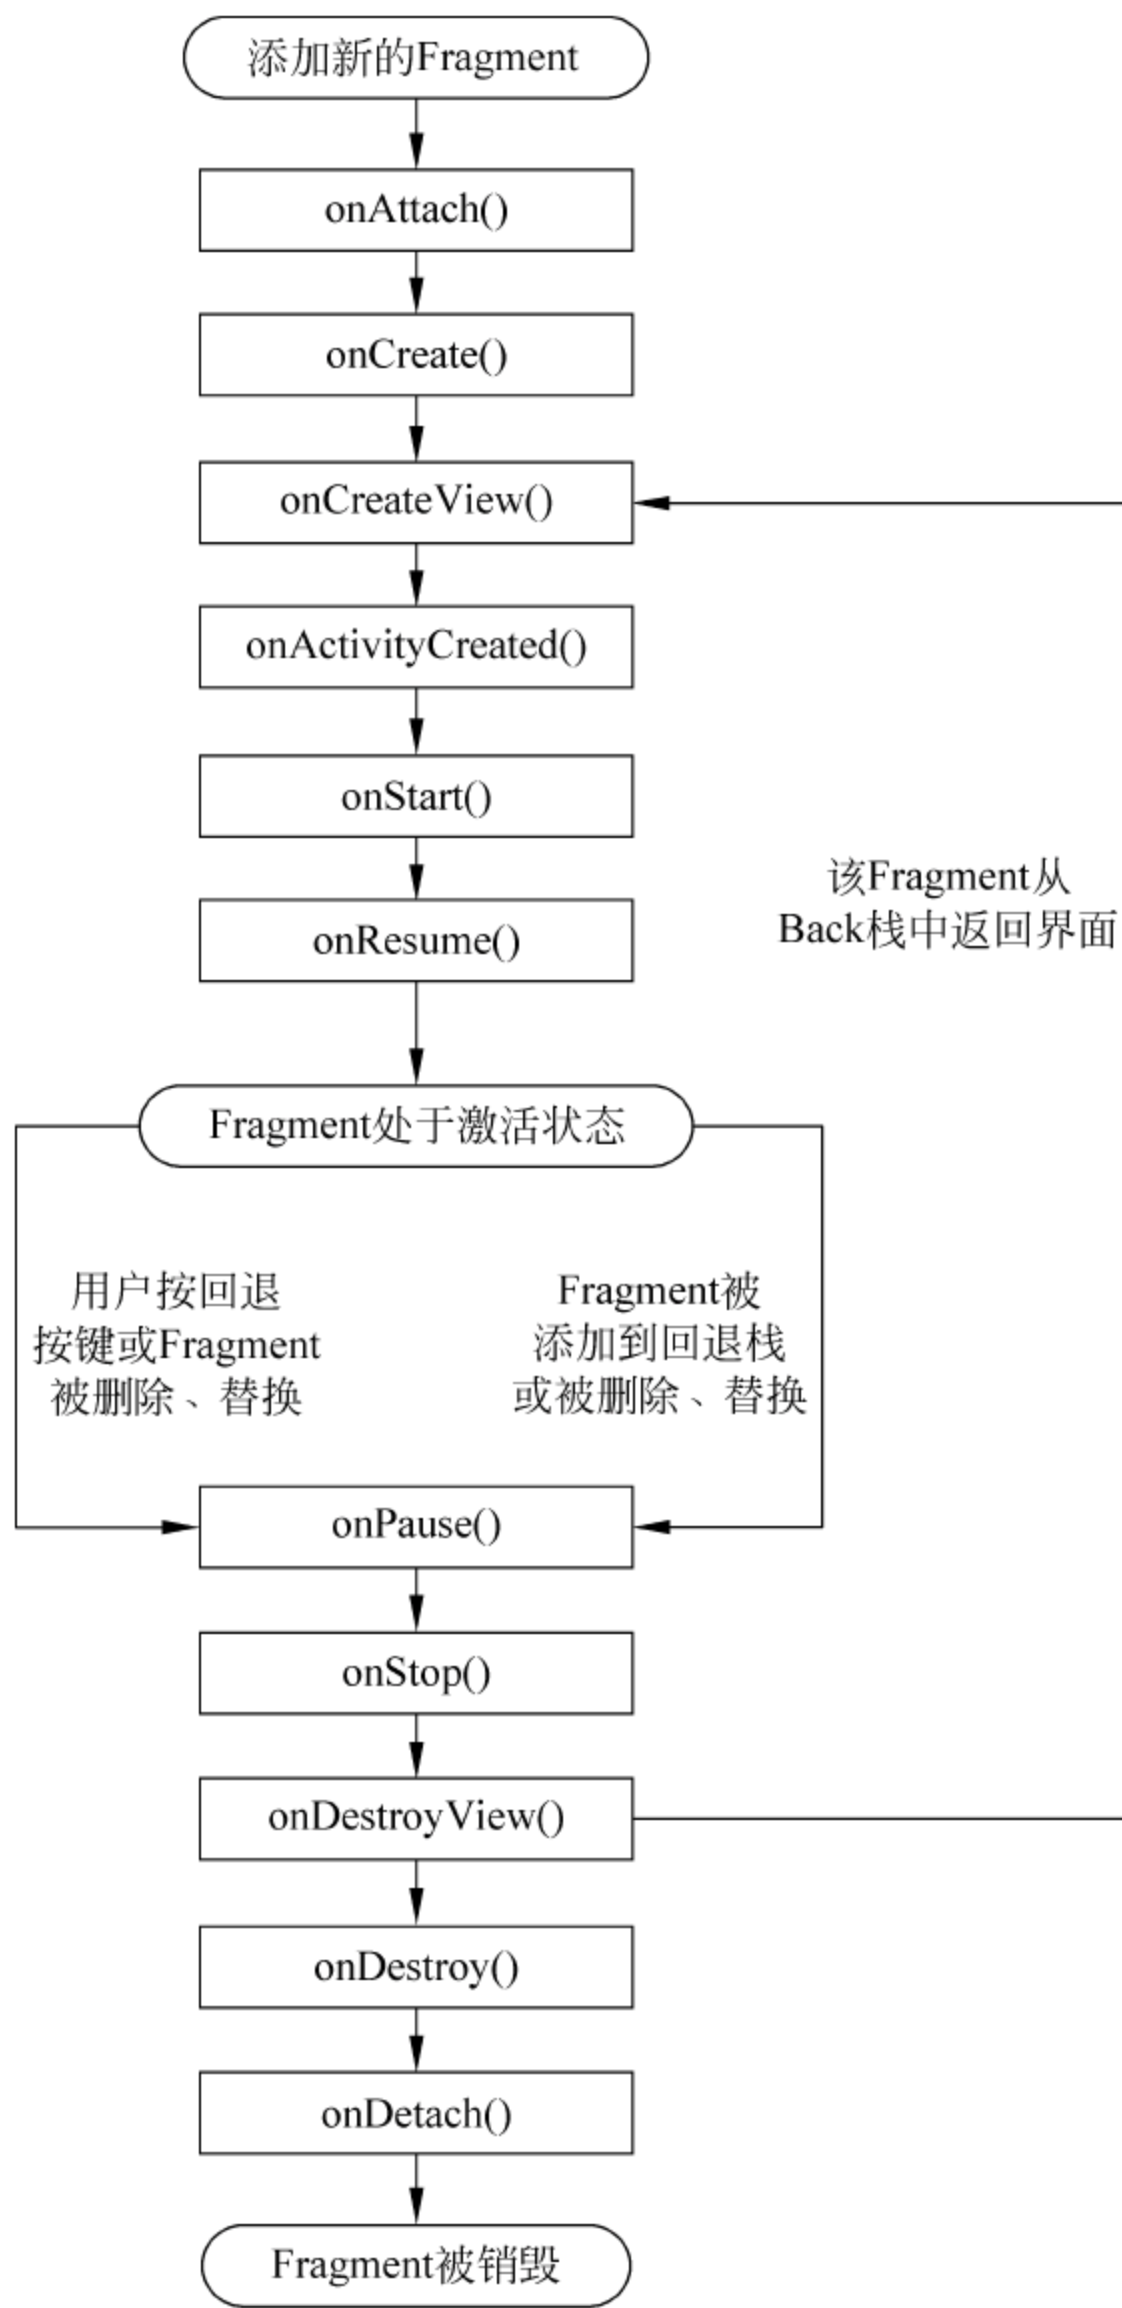 添加新的Fragment
onAttach()
onCreate()
onCreateView()
onActivityCreated()
onStart()
该Fragment从
Back栈中返回界面
onResume()
Fragment处于激活状态
用户按回退
按键或Fragment
被删除、替换
Fragment被
添加到回退栈
或被删除、替换
onPause()
onStop()
onDestroyView()
onDestroy()
onDetach()
Fragment被销毁